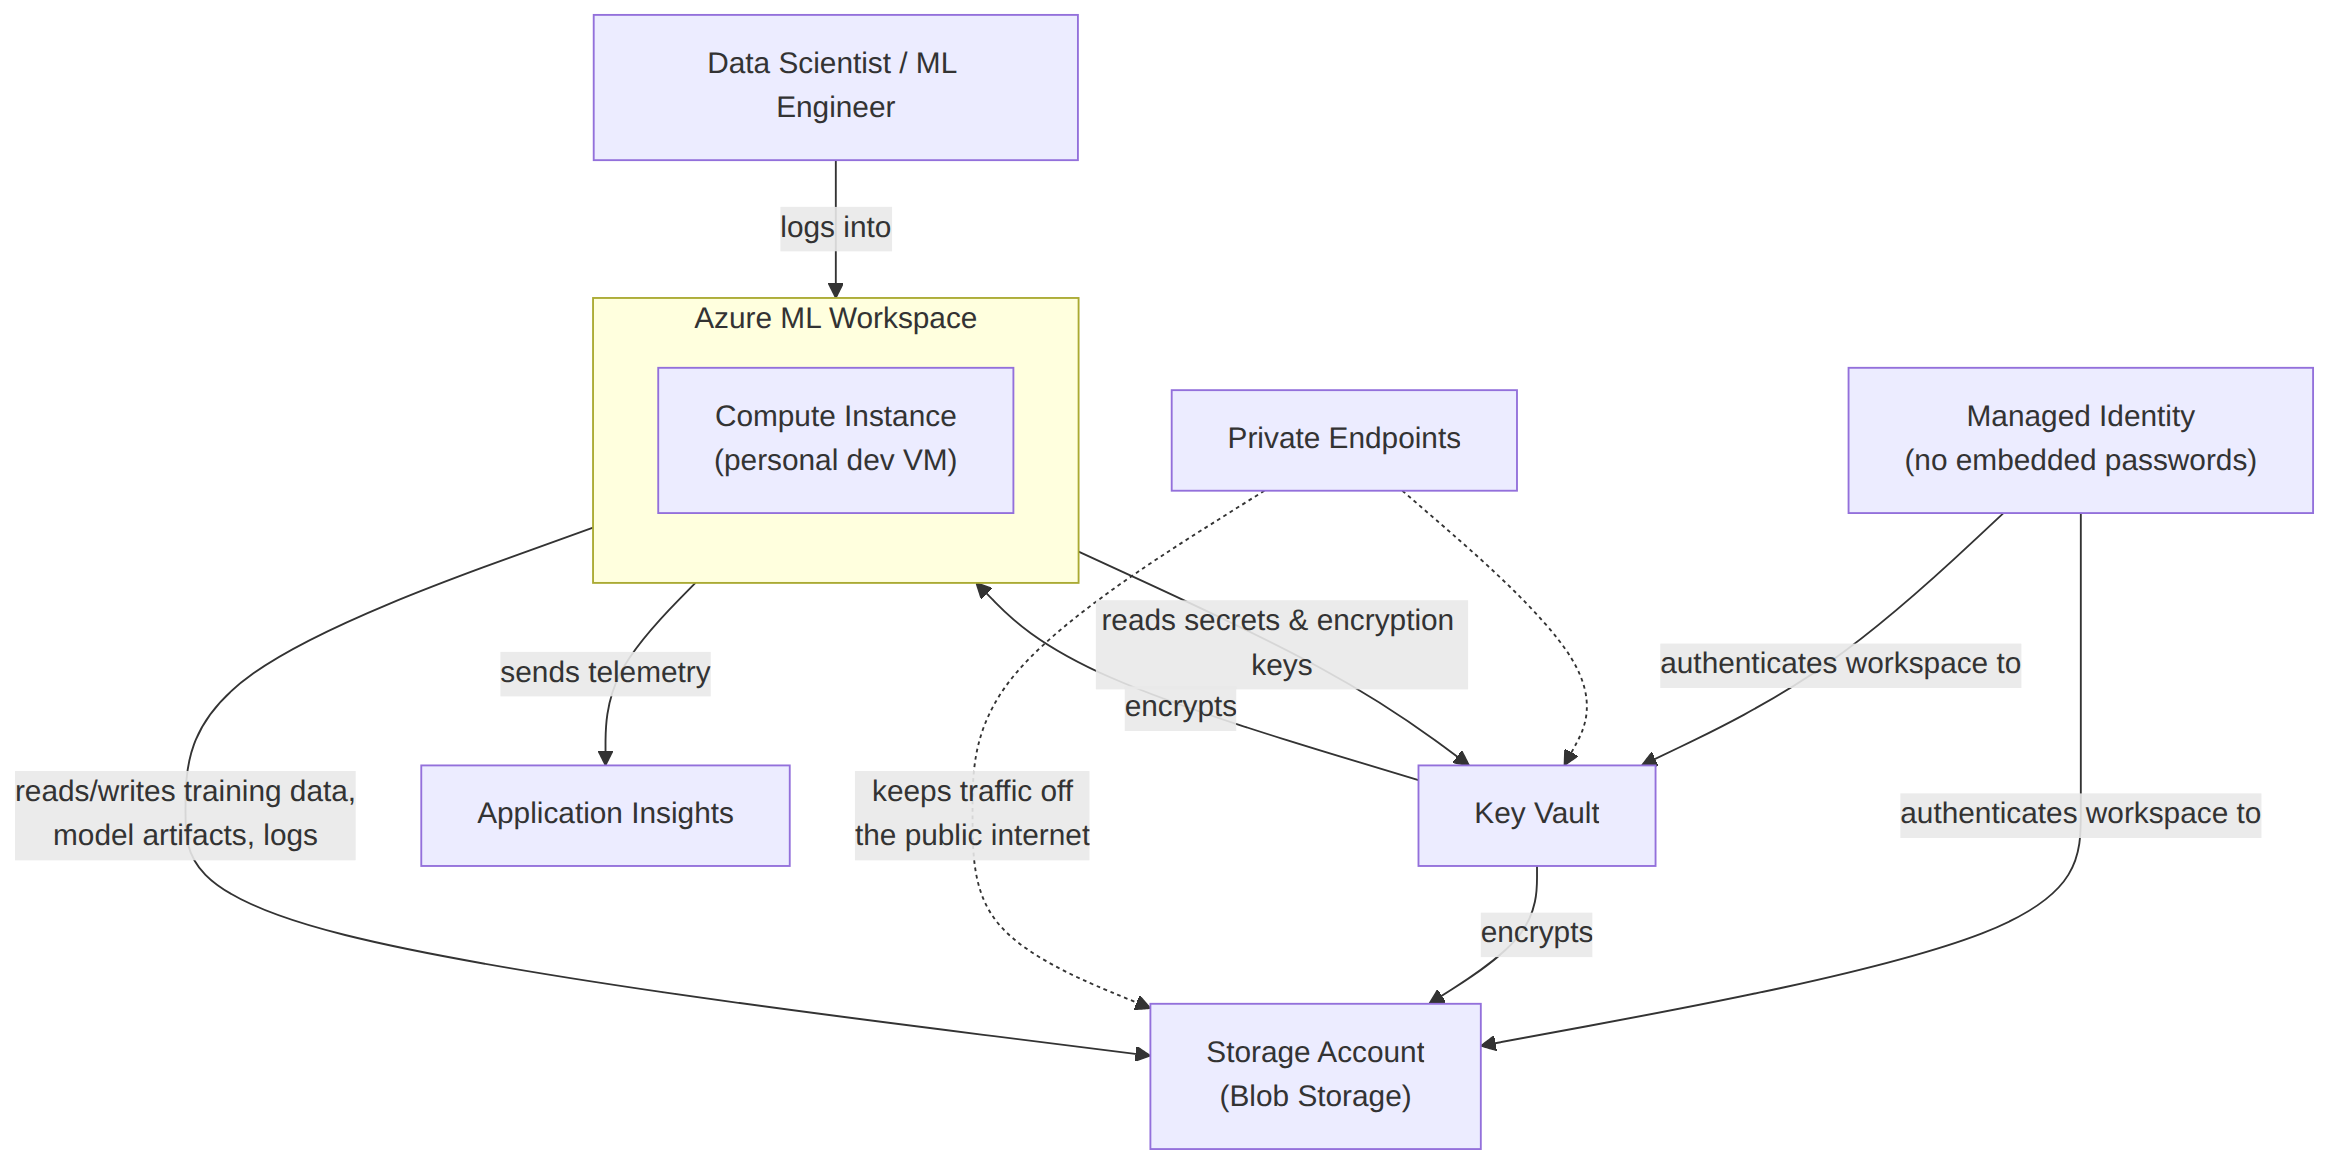 Data Scientist / ML
Engineer
logs into
Azure ML Workspace
Compute Instance
(personal dev VM)
Private Endpoints
Managed Identity
(no embedded passwords)
reads secrets & encryption
keys
encrypts
sends telemetry
authenticates workspace to
reads/writes training data,
model artifacts, logs
Application Insights
keeps traffic off
the public internet
Key Vault
authenticates workspace to
encrypts
Storage Account
(Blob Storage)